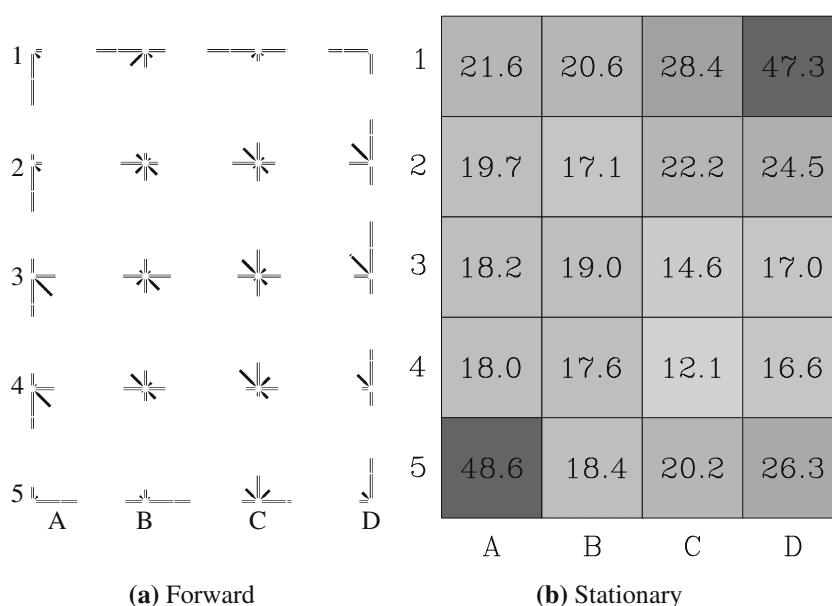 1
2
3
4
5
A B C D
(a) Forward
1 21.6 20.6 28.4 47.3
2 19.7 17.1 22.2 24.5
3 18.2 19.0 14.6 17.0
4 18.0 17.6 12.1 16.6
5 48.6 18.4 20.2 26.3
A B C D
(b) Stationary